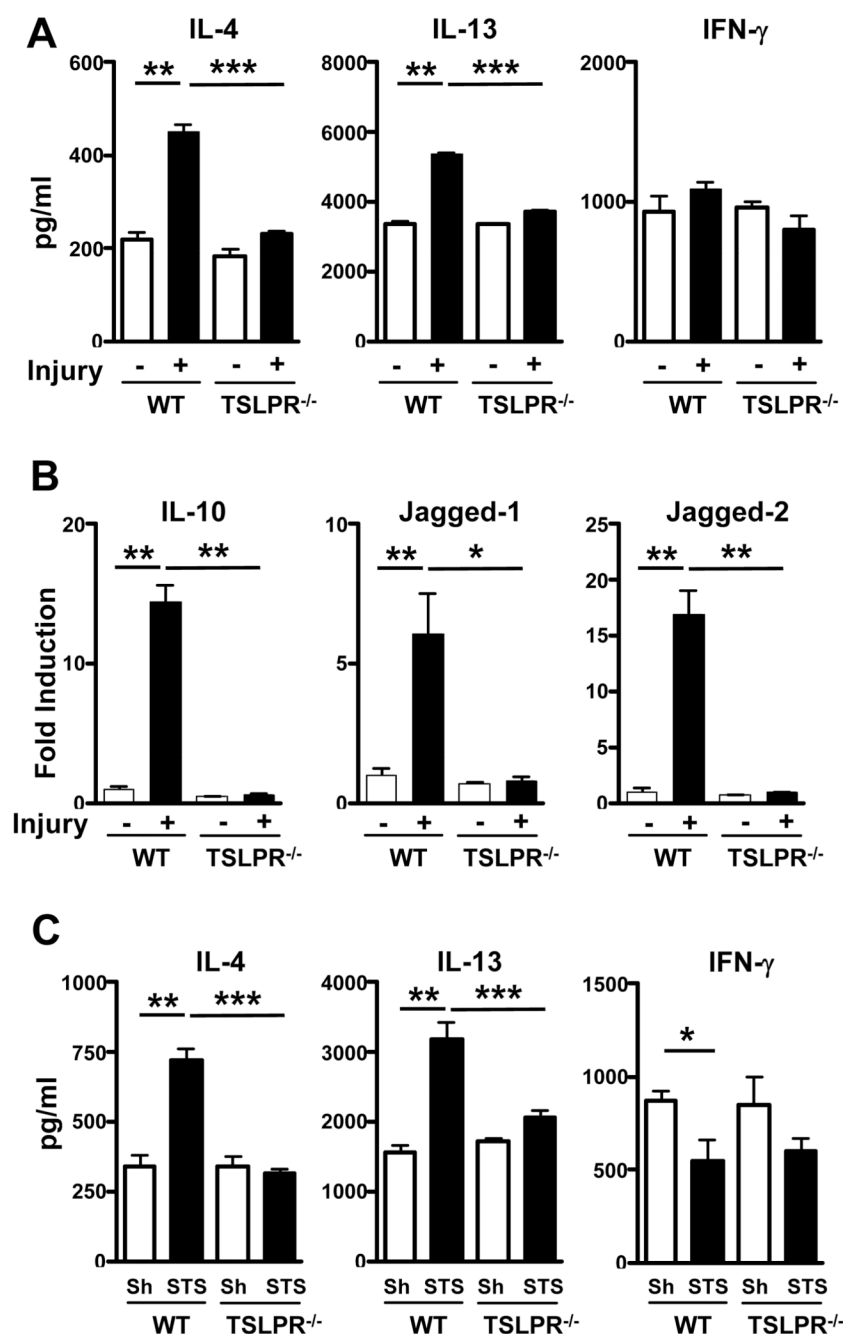 A
IL-4 IL-13 IFN-γ
** *** ** ***
pg/ml
600 400 200 0
8000 6000 4000 2000 0
2000 1000 0
Injury - + - + - + - + - + - +
WT TSLPR-/- WT TSLPR-/- WT TSLPR-/-
B
IL-10 Jagged-1 Jagged-2
** ** ** * ** **
Fold Induction
20 10 0
10 5 0
25 20 15 10 5 0
Injury - + - + - + - + - + - +
WT TSLPR-/- WT TSLPR-/- WT TSLPR-/-
C
IL-4 IL-13 IFN-γ
** *** ** *** *
pg/ml
1000 750 500 250 0
4000 3000 2000 1000 0
1500 1000 500 0
Sh STS Sh STS Sh STS Sh STS Sh STS Sh STS
WT TSLPR-/- WT TSLPR-/- WT TSLPR-/-